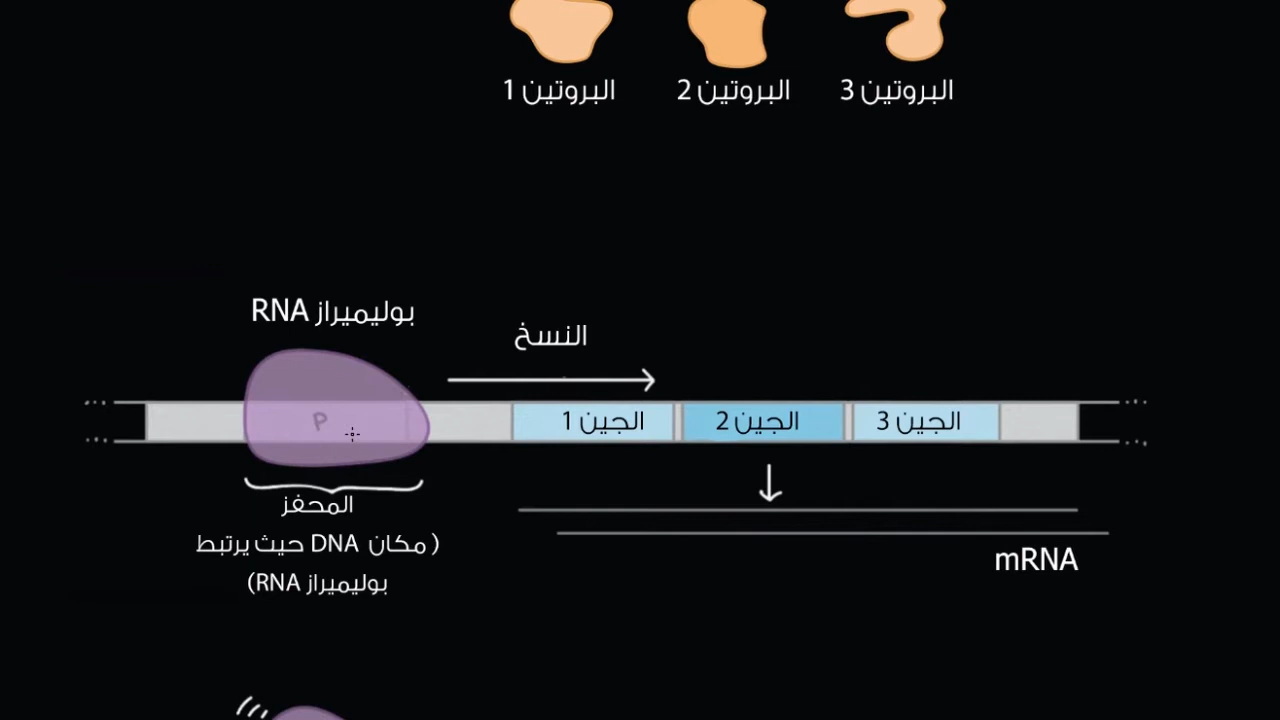 البروتين 1
البروتين 2
البروتين 3
بوليميراز RNA
النسخ
P
الجين 1
الجين 2
الجين 3
المحفز
( مكان DNA حيث يرتبط
بوليميراز RNA)
mRNA